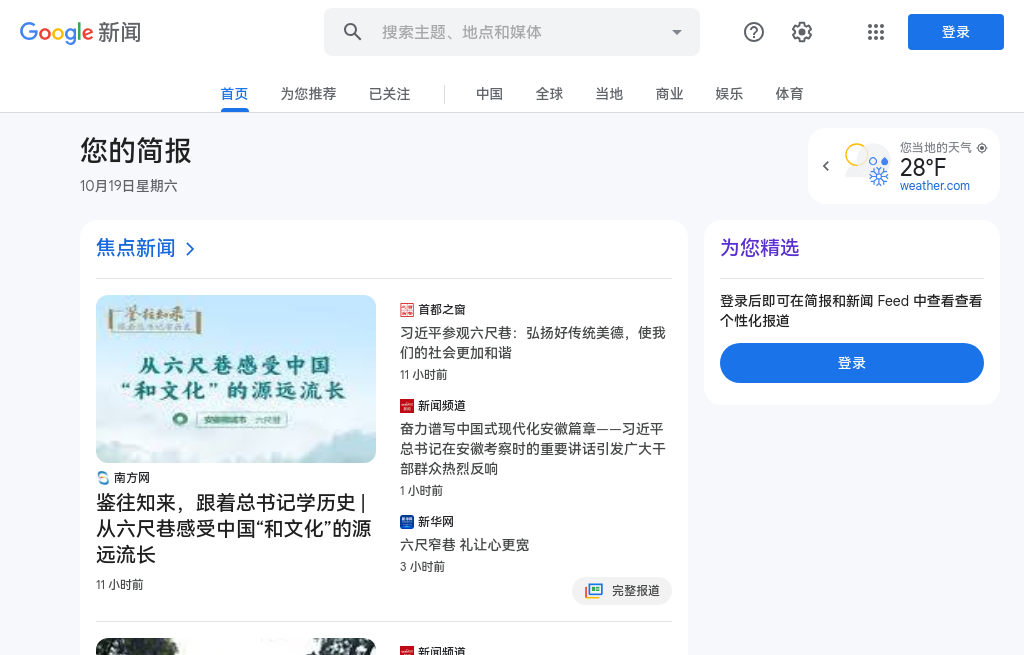 Google 新闻
搜索主题、地点和媒体
登录
首页
为您推荐
已关注
中国
全球
当地
商业
娱乐
体育
您的简报
10月19日星期六
您当地的天气
28°F
weather.com
焦点新闻
鉴往知来
跟着总书记学历史
从六尺巷感受中国
“和文化”的源远流长
安徽桐城市 六尺巷
南方网
鉴往知来，跟着总书记学历史 |
从六尺巷感受中国“和文化”的源
远流长
11 小时前
首都之窗
习近平参观六尺巷：弘扬好传统美德，使我
们的社会更加和谐
11 小时前
新闻频道
奋力谱写中国式现代化安徽篇章——习近平
总书记在安徽考察时的重要讲话引发广大干
部群众热烈反响
1 小时前
新华网
六尺窄巷 礼让心更宽
3 小时前
完整报道
新闻频道
为您精选
登录后即可在简报和新闻 Feed 中查看查看
个性化报道
登录